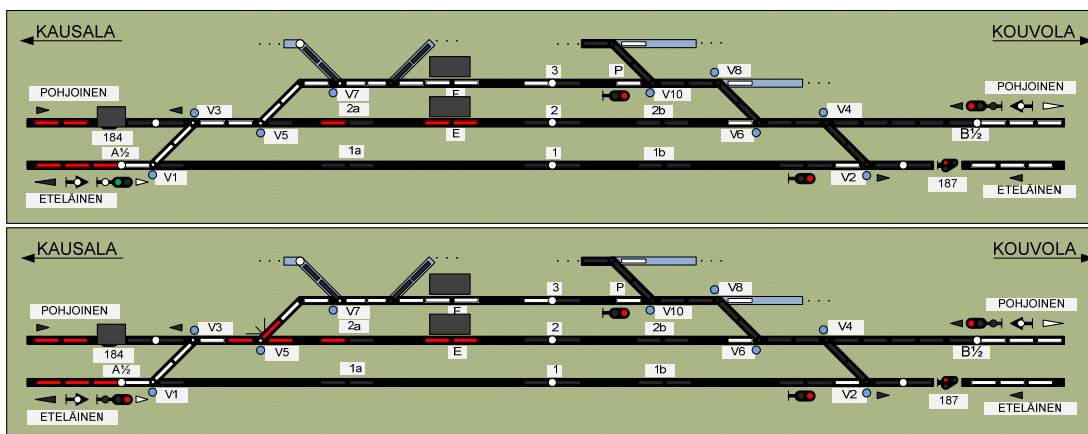 KAUSALA
KOUVOLA
3
P
V8
POHJOINEN
V7
V10
POHJOINEN
V3
2a
2
2b
V4
184
V5
E
V6
B½
A½
1a
1
1b
V1
V2
187
ETELÄINEN
ETELÄINEN
KAUSALA
KOUVOLA
3
P
V8
POHJOINEN
V7
V10
POHJOINEN
V3
2a
2
2b
V4
184
V5
E
V6
B½
A½
1a
1
1b
V1
V2
187
ETELÄINEN
ETELÄINEN